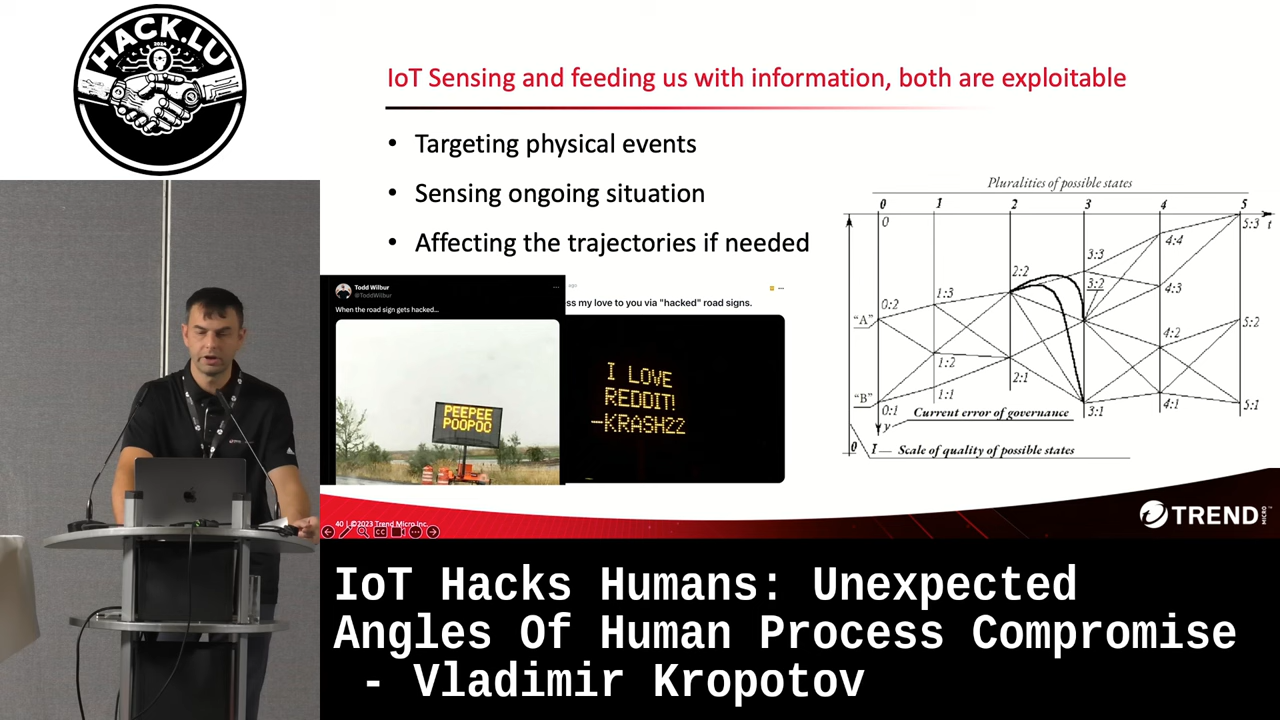 HACK.LU
2024
IoT Sensing and feeding us with information, both are exploitable
• Targeting physical events
• Sensing ongoing situation
• Affecting the trajectories if needed
Todd Wilbur
@ToddWilbur
When the road sign gets hacked...
PEEPEE
POOPOO
ago
ss my love to you via "hacked" road signs.
I LOVE
REDDIT!
-KRASH22
Pluralities of possible states
0 1 2 3 4 5
t
0
0:2
1:3
2:2
3:3
3:2
4:4
4:3
5:3
"A"
1:2
4:2
5:2
"B"
0:1
1:1
2:1
3:1
4:1
5:1
y
Current error of governance
0 I — Scale of quality of possible states
40 | ©2023 Trend Micro Inc.
CC
TREND MICRO
IoT Hacks Humans: Unexpected
Angles Of Human Process Compromise
- Vladimir Kropotov